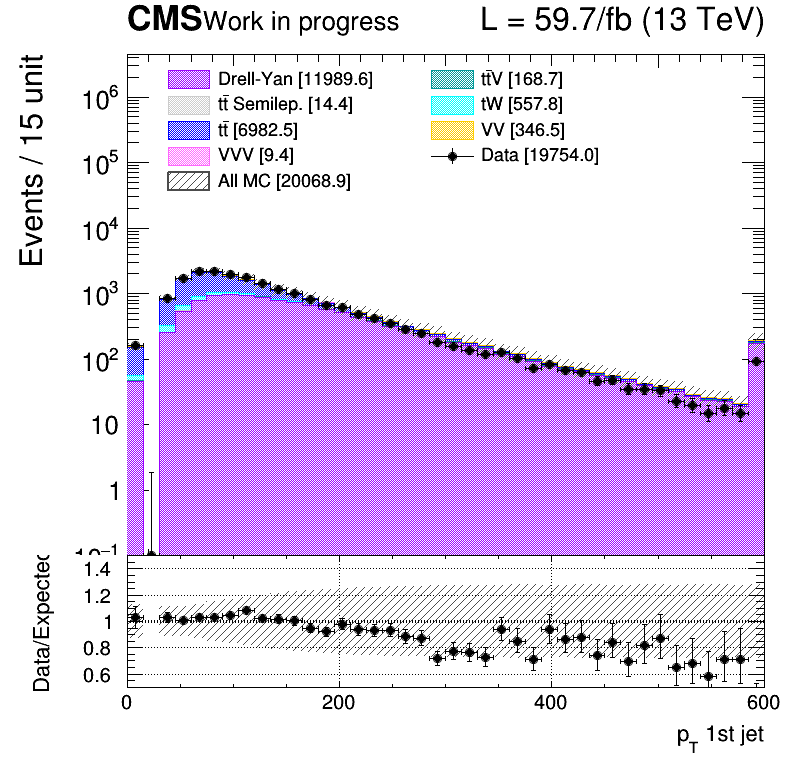 CMS Work in progress L = 59.7/fb (13 TeV)
Events / 15 unit
Drell-Yan [11989.6] tt̄V [168.7]
tt̄ Semilep. [14.4] tW [557.8]
tt̄ [6982.5] VV [346.5]
VVV [9.4] Data [19754.0]
All MC [20068.9]
10⁶
10⁵
10⁴
10³
10²
10
1
10⁻¹
Data/Expected
1.4
1.2
1
0.8
0.6
0 200 400 600
p_T 1st jet